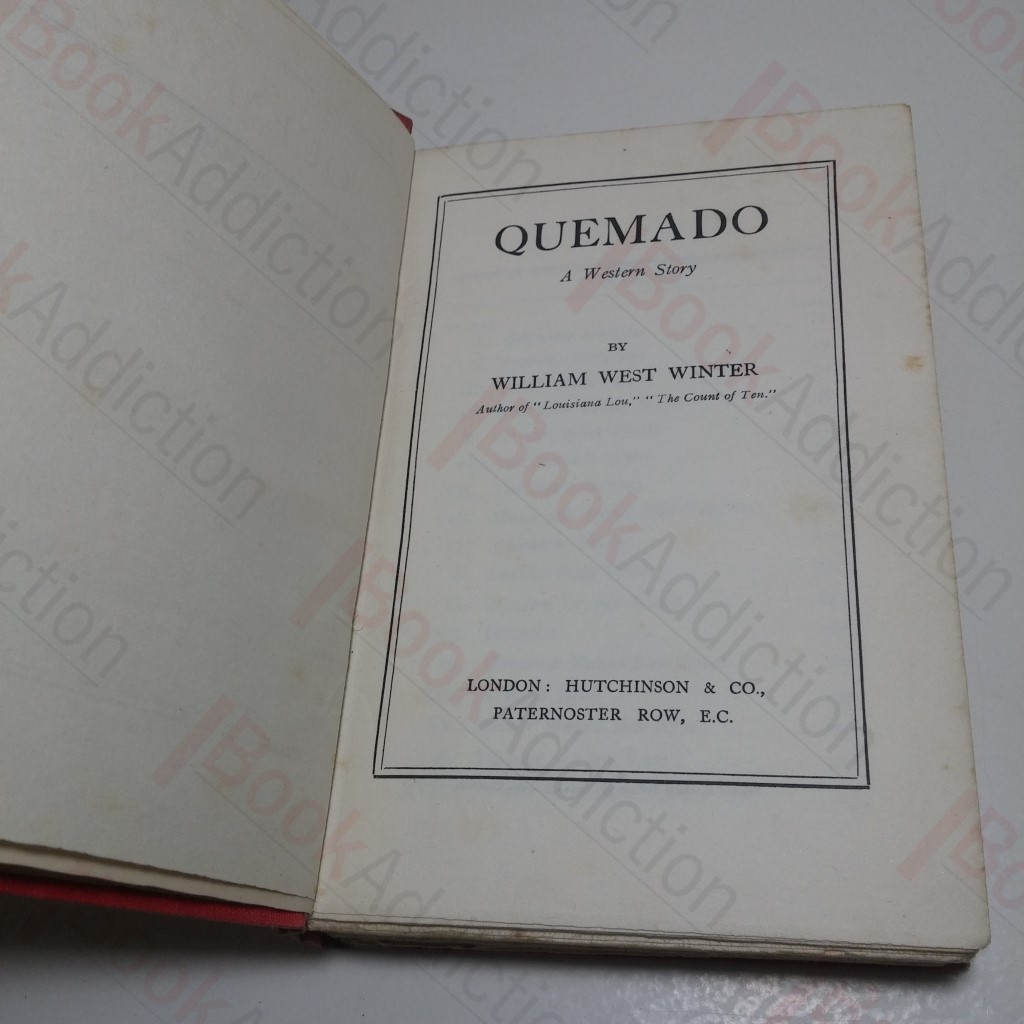 QUEMADO
A Western Story
BY
WILLIAM WEST WINTER
Author of "Louisiana Lou," "The Count of Ten."
LONDON: HUTCHINSON & CO.,
PATERNOSTER ROW, E.C.
BookAddiction